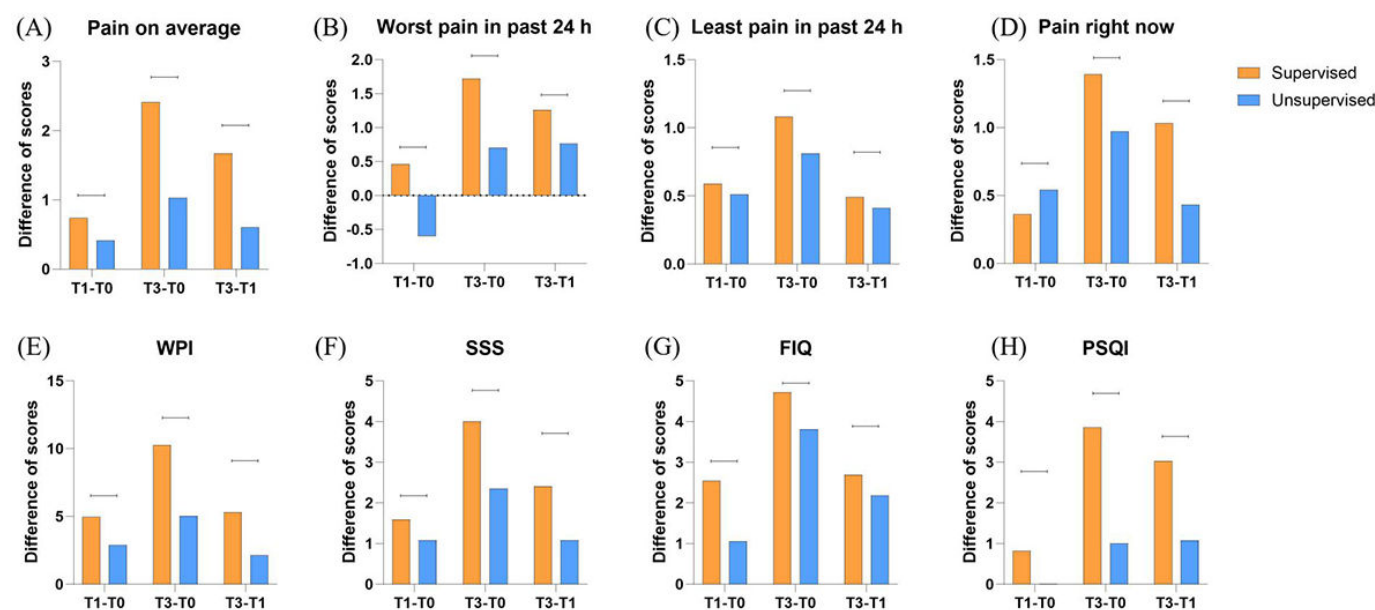 (A) Pain on average
(B) Worst pain in past 24 h
(C) Least pain in past 24 h
(D) Pain right now
Supervised
Unsupervised
Difference of scores
3
2
1
0
T1-T0 T3-T0 T3-T1
Difference of scores
2.0
1.5
1.0
0.5
0.0
-0.5
-1.0
T1-T0 T3-T0 T3-T1
Difference of scores
1.5
1.0
0.5
0.0
T1-T0 T3-T0 T3-T1
Difference of scores
1.5
1.0
0.5
0.0
T1-T0 T3-T0 T3-T1
(E) WPI
(F) SSS
(G) FIQ
(H) PSQI
Difference of scores
15
10
5
0
T1-T0 T3-T0 T3-T1
Difference of scores
5
4
3
2
1
0
T1-T0 T3-T0 T3-T1
Difference of scores
5
4
3
2
1
0
T1-T0 T3-T0 T3-T1
Difference of scores
5
4
3
2
1
0
T1-T0 T3-T0 T3-T1